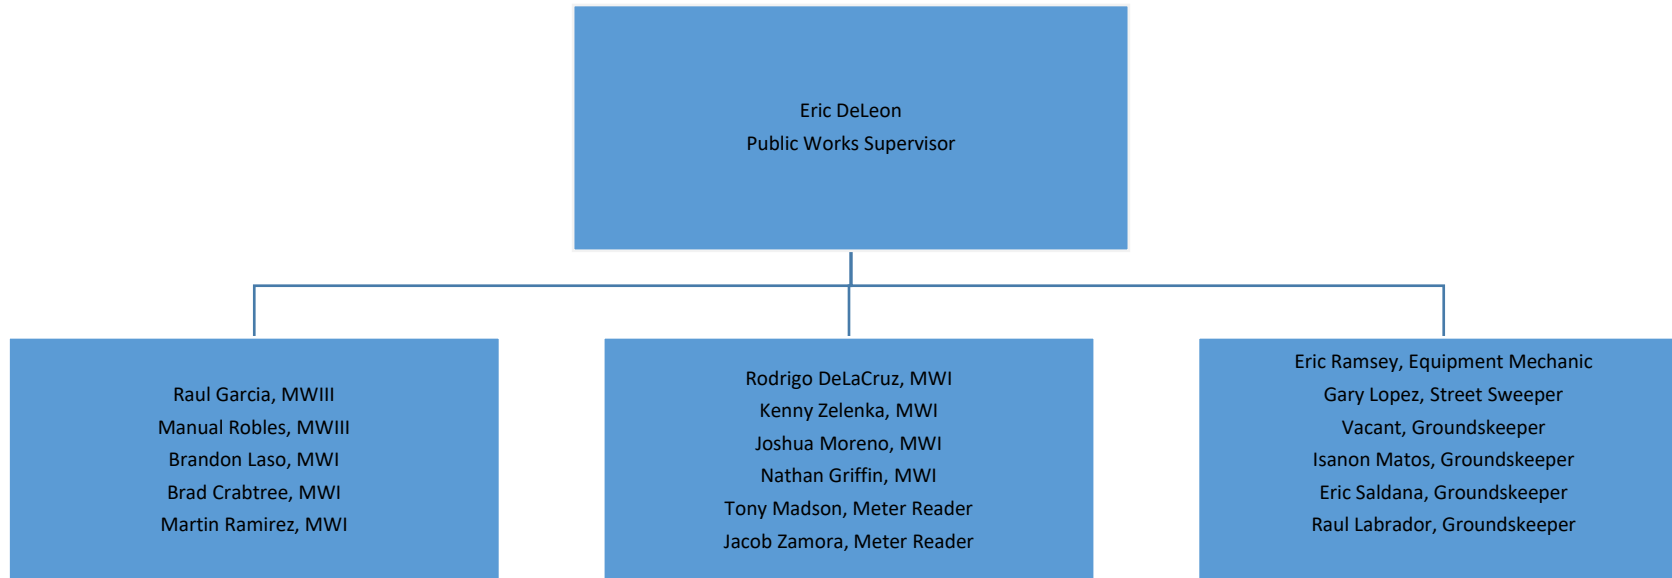 Eric DeLeon
Public Works Supervisor
Raul Garcia, MWIII
Manual Robles, MWIII
Brandon Laso, MWI
Brad Crabtree, MWI
Martin Ramirez, MWI
Rodrigo DeLaCruz, MWI
Kenny Zelenka, MWI
Joshua Moreno, MWI
Nathan Griffin, MWI
Tony Madson, Meter Reader
Jacob Zamora, Meter Reader
Eric Ramsey, Equipment Mechanic
Gary Lopez, Street Sweeper
Vacant, Groundskeeper
Isanon Matos, Groundskeeper
Eric Saldana, Groundskeeper
Raul Labrador, Groundskeeper